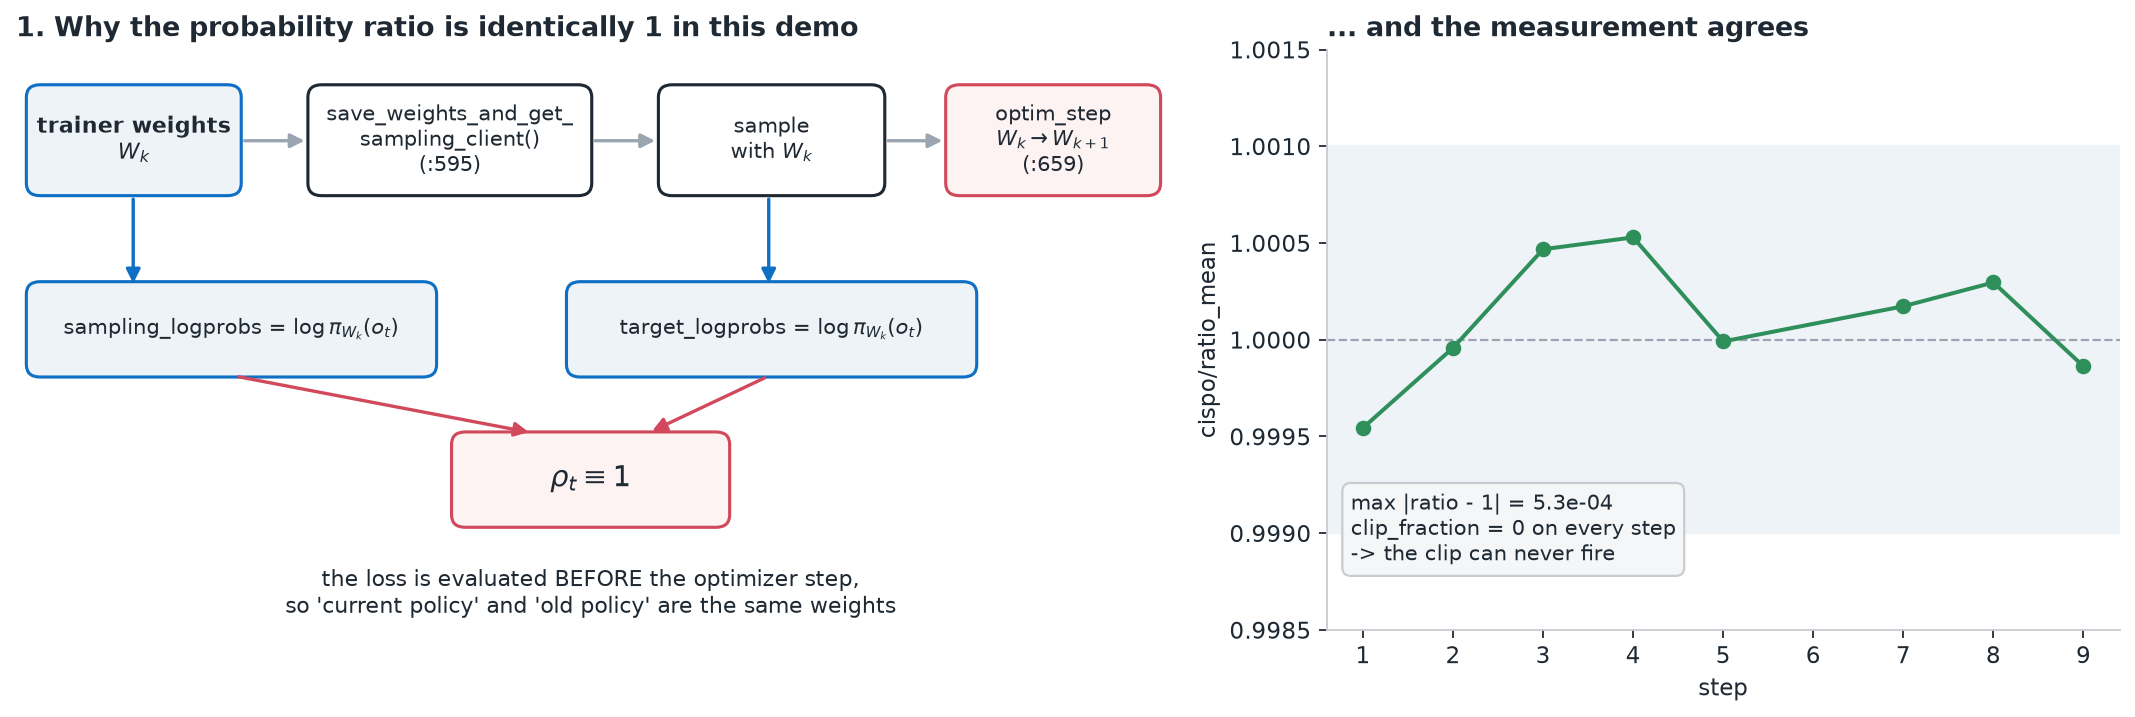 1. Why the probability ratio is identically 1 in this demo
trainer weights
W_k
save_weights_and_get_
sampling_client()
(:595)
sample
with W_k
optim_step
W_k → W_{k+1}
(:659)
sampling_logprobs = log π_{W_k}(o_t)
target_logprobs = log π_{W_k}(o_t)
ρ_t ≡ 1
the loss is evaluated BEFORE the optimizer step,
so 'current policy' and 'old policy' are the same weights
... and the measurement agrees
cispo/ratio_mean
1.0015
1.0010
1.0005
1.0000
0.9995
0.9990
0.9985
max |ratio - 1| = 5.3e-04
clip_fraction = 0 on every step
-> the clip can never fire
1 2 3 4 5 6 7 8 9
step